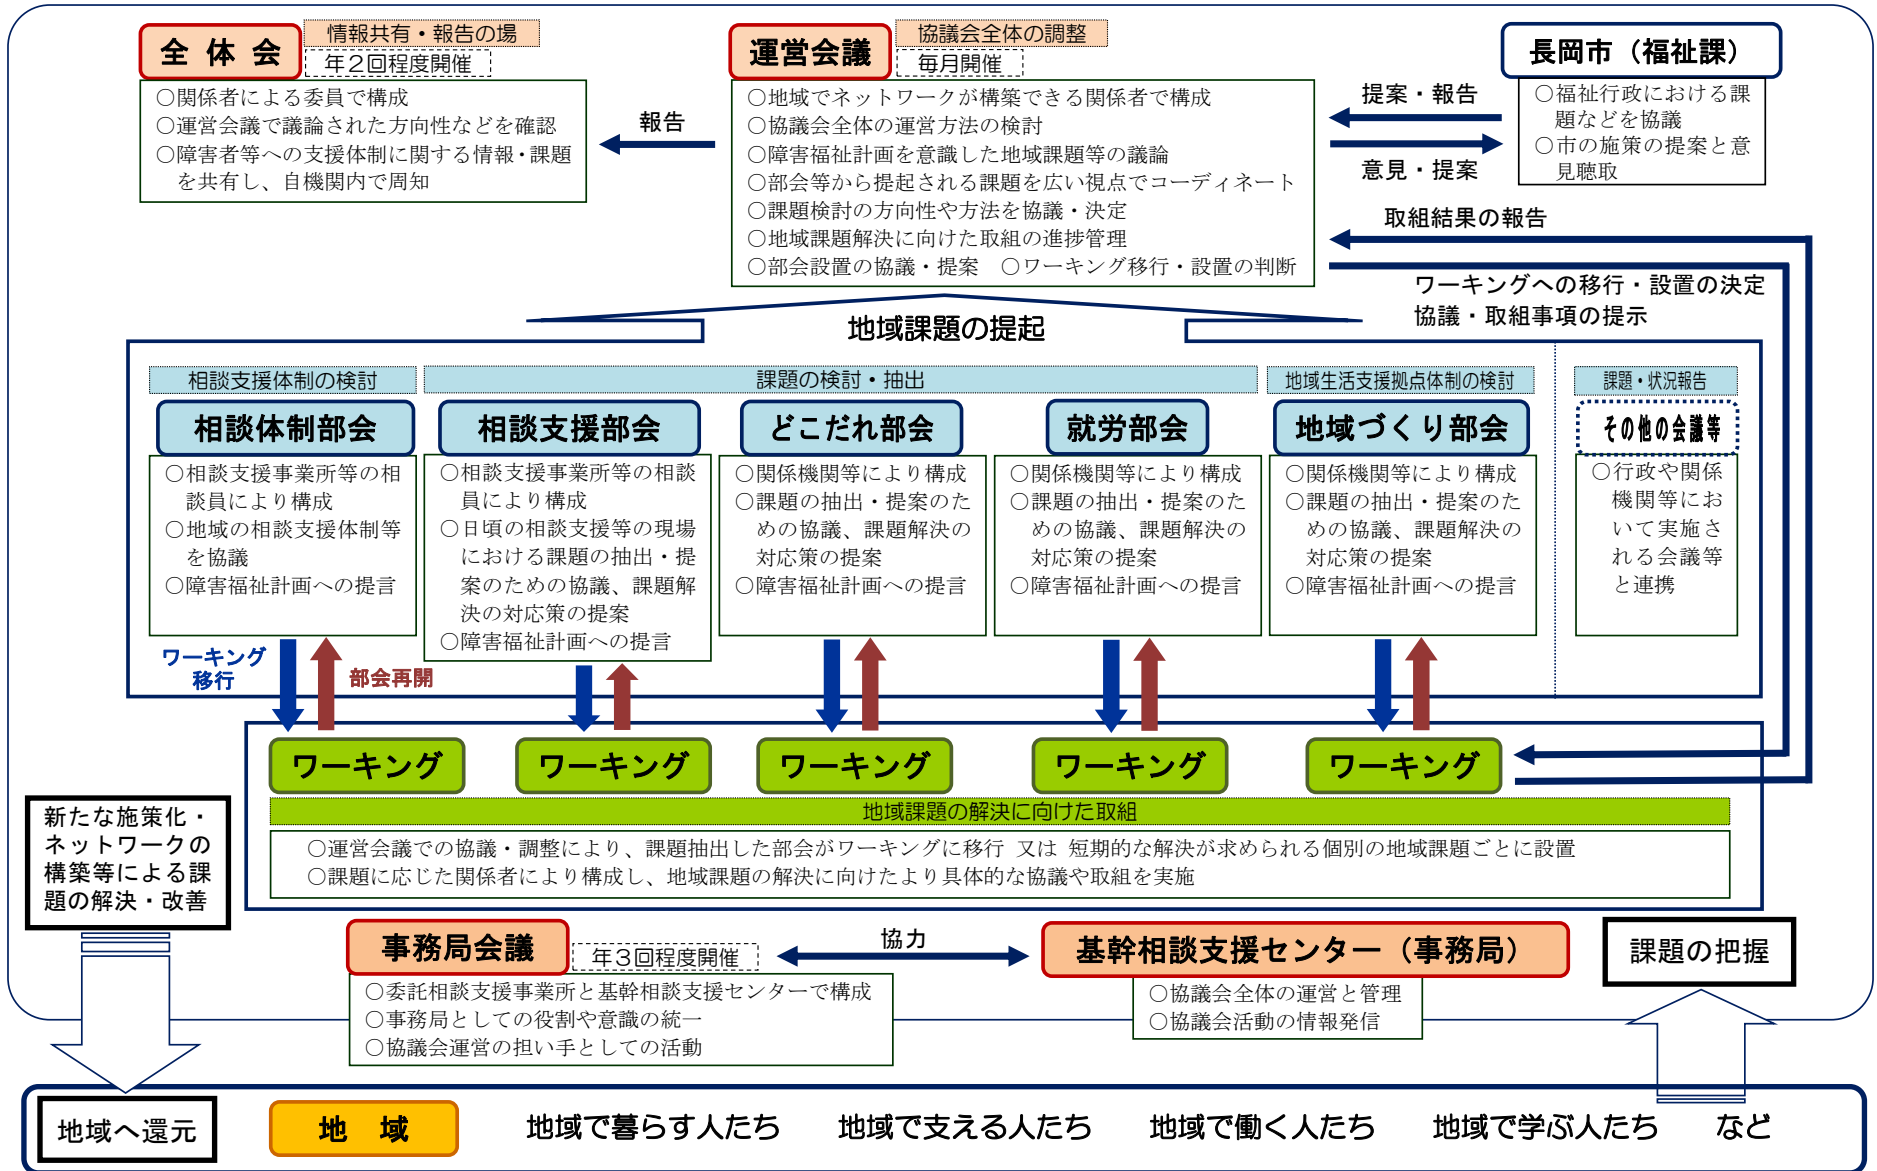 全 体 会
情報共有・報告の場
年２回程度開催
○関係者による委員で構成
○運営会議で議論された方向性などを確認
○障害者等への支援体制に関する情報・課題
を共有し、自機関内で周知
報告
運営会議
協議会全体の調整
毎月開催
○地域でネットワークが構築できる関係者で構成
○協議会全体の運営方法の検討
○障害福祉計画を意識した地域課題等の議論
○部会等から提起される課題を広い視点でコーディネート
○課題検討の方向性や方法を協議・決定
○地域課題解決に向けた取組の進捗管理
○部会設置の協議・提案　○ワーキング移行・設置の判断
提案・報告
意見・提案
長岡市（福祉課）
○福祉行政における課
題などを協議
○市の施策の提案と意
見聴取
取組結果の報告
ワーキングへの移行・設置の決定
協議・取組事項の提示
地域課題の提起
相談支援体制の検討
課題の検討・抽出
地域生活支援拠点体制の検討
課題・状況報告
相談体制部会
○相談支援事業所等の相
談員により構成
○地域の相談支援体制等
を協議
○障害福祉計画への提言
相談支援部会
○相談支援事業所等の相談
員により構成
○日頃の相談支援等の現場
における課題の抽出・提
案のための協議、課題解
決の対応策の提案
○障害福祉計画への提言
どこだれ部会
○関係機関等により構成
○課題の抽出・提案のた
めの協議、課題解決の
対応策の提案
○障害福祉計画への提言
就労部会
○関係機関等により構成
○課題の抽出・提案のた
めの協議、課題解決の
対応策の提案
○障害福祉計画への提言
地域づくり部会
○関係機関等により構成
○課題の抽出・提案のた
めの協議、課題解決の
対応策の提案
○障害福祉計画への提言
その他の会議等
○行政や関係
機関等にお
いて実施さ
れる会議等
と連携
ワーキング
移行
部会再開
ワーキング
ワーキング
ワーキング
ワーキング
ワーキング
地域課題の解決に向けた取組
○運営会議での協議・調整により、課題抽出した部会がワーキングに移行 又は 短期的な解決が求められる個別の地域課題ごとに設置
○課題に応じた関係者により構成し、地域課題の解決に向けたより具体的な協議や取組を実施
新たな施策化・
ネットワークの
構築等による課
題の解決・改善
事務局会議
年３回程度開催
○委託相談支援事業所と基幹相談支援センターで構成
○事務局としての役割や意識の統一
○協議会運営の担い手としての活動
協力
基幹相談支援センター（事務局）
○協議会全体の運営と管理
○協議会活動の情報発信
課題の把握
地域へ還元
地 域
地域で暮らす人たち
地域で支える人たち
地域で働く人たち
地域で学ぶ人たち
など